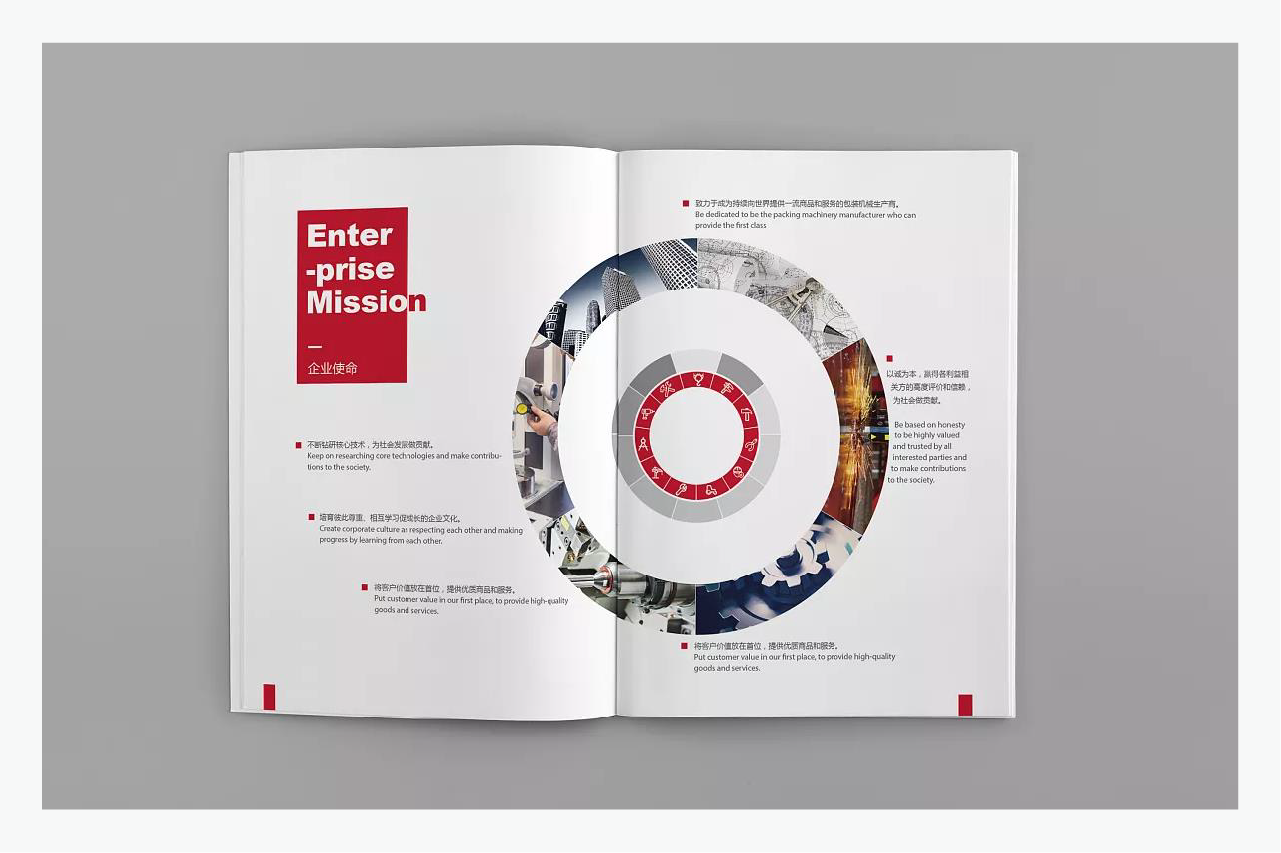 Enter
-prise
Mission
企业使命
不断钻研核心技术，为社会发展做贡献。
Keep on researching core technologies and make contribu-
tions to the society.
培育彼此尊重、相互学习促成长的企业文化。
Create corporate culture as respecting each other and making
progress by learning from each other.
将客户价值放在首位，提供优质商品和服务。
Put customer value in our first place, to provide high-quality
goods and services.
致力于成为持续向世界提供一流商品和服务的包装机械生产商。
Be dedicated to be the packing machinery manufacturer who can
provide the first class
以诚为本，赢得各利益相
关方的高度评价和信赖，
为社会做贡献。
Be based on honesty
to be highly valued
and trusted by all
interested parties and
to make contributions
to the society.
将客户价值放在首位，提供优质商品和服务。
Put customer value in our first place, to provide high-quality
goods and services.